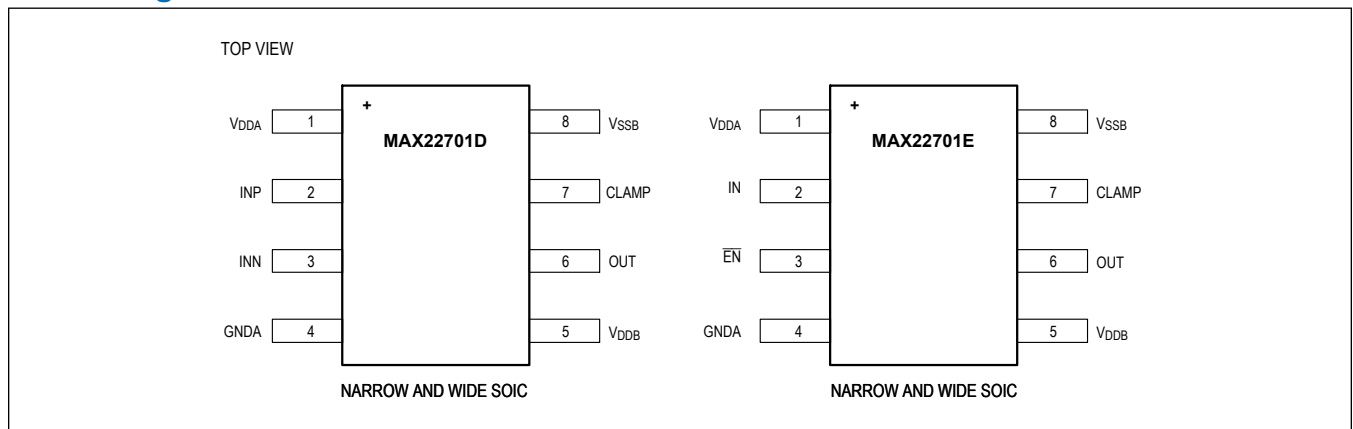 TOP VIEW
+
MAX22701D
VDDA 1
8 VSSB
INP 2
7 CLAMP
INN 3
6 OUT
GNDA 4
5 VDDB
NARROW AND WIDE SOIC
+
MAX22701E
VDDA 1
8 VSSB
IN 2
7 CLAMP
E̅N̅ 3
6 OUT
GNDA 4
5 VDDB
NARROW AND WIDE SOIC